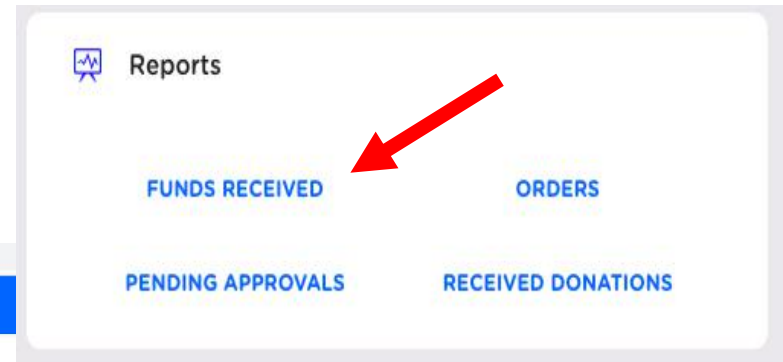 Reports
FUNDS RECEIVED ORDERS
PENDING APPROVALS RECEIVED DONATIONS